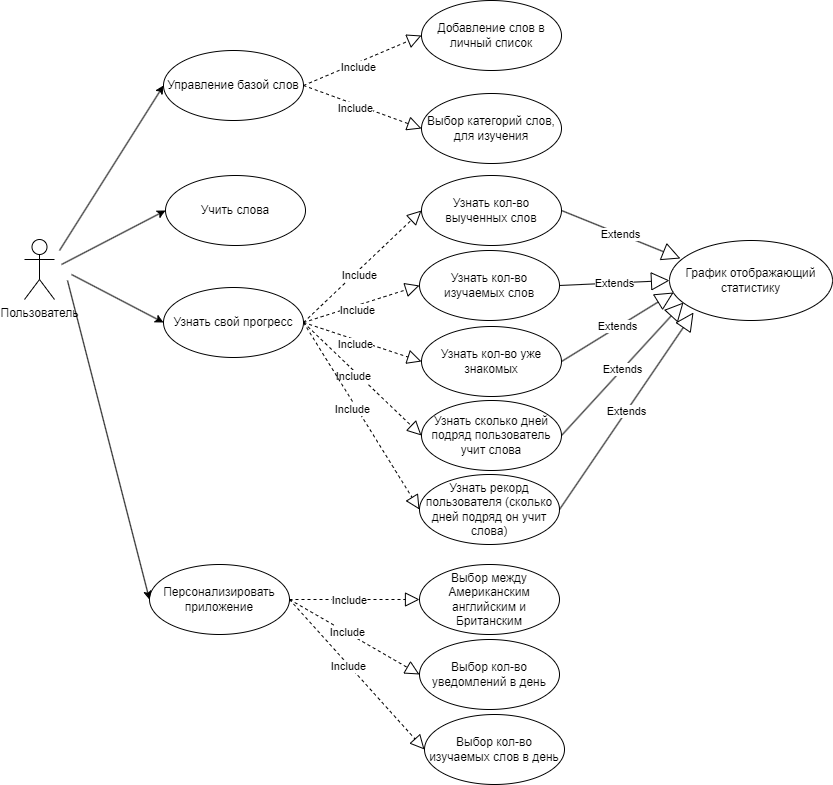 Добавление слов в
личный список
Include
Управление базой слов
Include
Выбор категорий слов,
для изучения
Узнать кол-во
выученных слов
Учить слова
Extends
Include
График отображающий
статистику
Узнать кол-во
изучаемых слов
Extends
Пользователь
Include
Узнать свой прогресс
Extends
Include
Узнать кол-во уже
знакомых
Extends
Include
Include
Extends
Узнать сколько дней
подряд пользователь
учит слова
Узнать рекорд
пользователя (сколько
дней подряд он учит
слова)
Персонализировать
приложение
Include
Выбор между
Американским
английским и
Британским
Include
Include
Выбор кол-во
уведомлений в день
Выбор кол-во
изучаемых слов в день